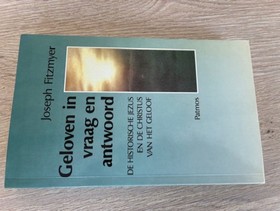 Joseph Fitzmyer
Geloven in
vraag en
antwoord
DE HISTORISCHE JEZUS
EN DE CHRISTUS
VAN HET GELOOF
Patmos